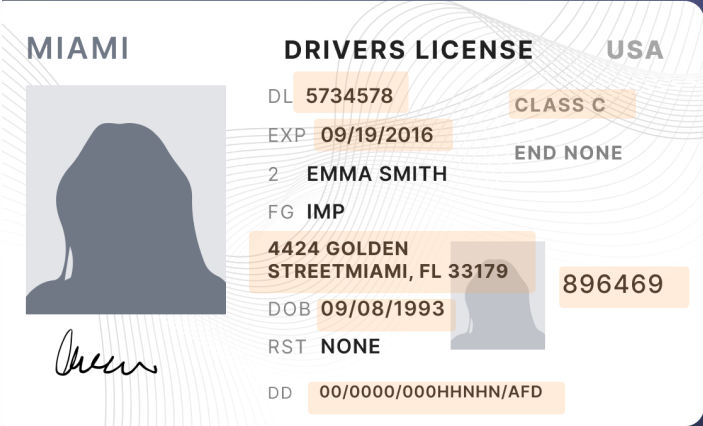 MIAMI DRIVERS LICENSE USA
DL 5734578 CLASS C
EXP 09/19/2016
END NONE
2 EMMA SMITH
FG IMP
4424 GOLDEN
STREETMIAMI, FL 33179
896469
DOB 09/08/1993
RST NONE
DD 00/0000/000HHNHN/AFD